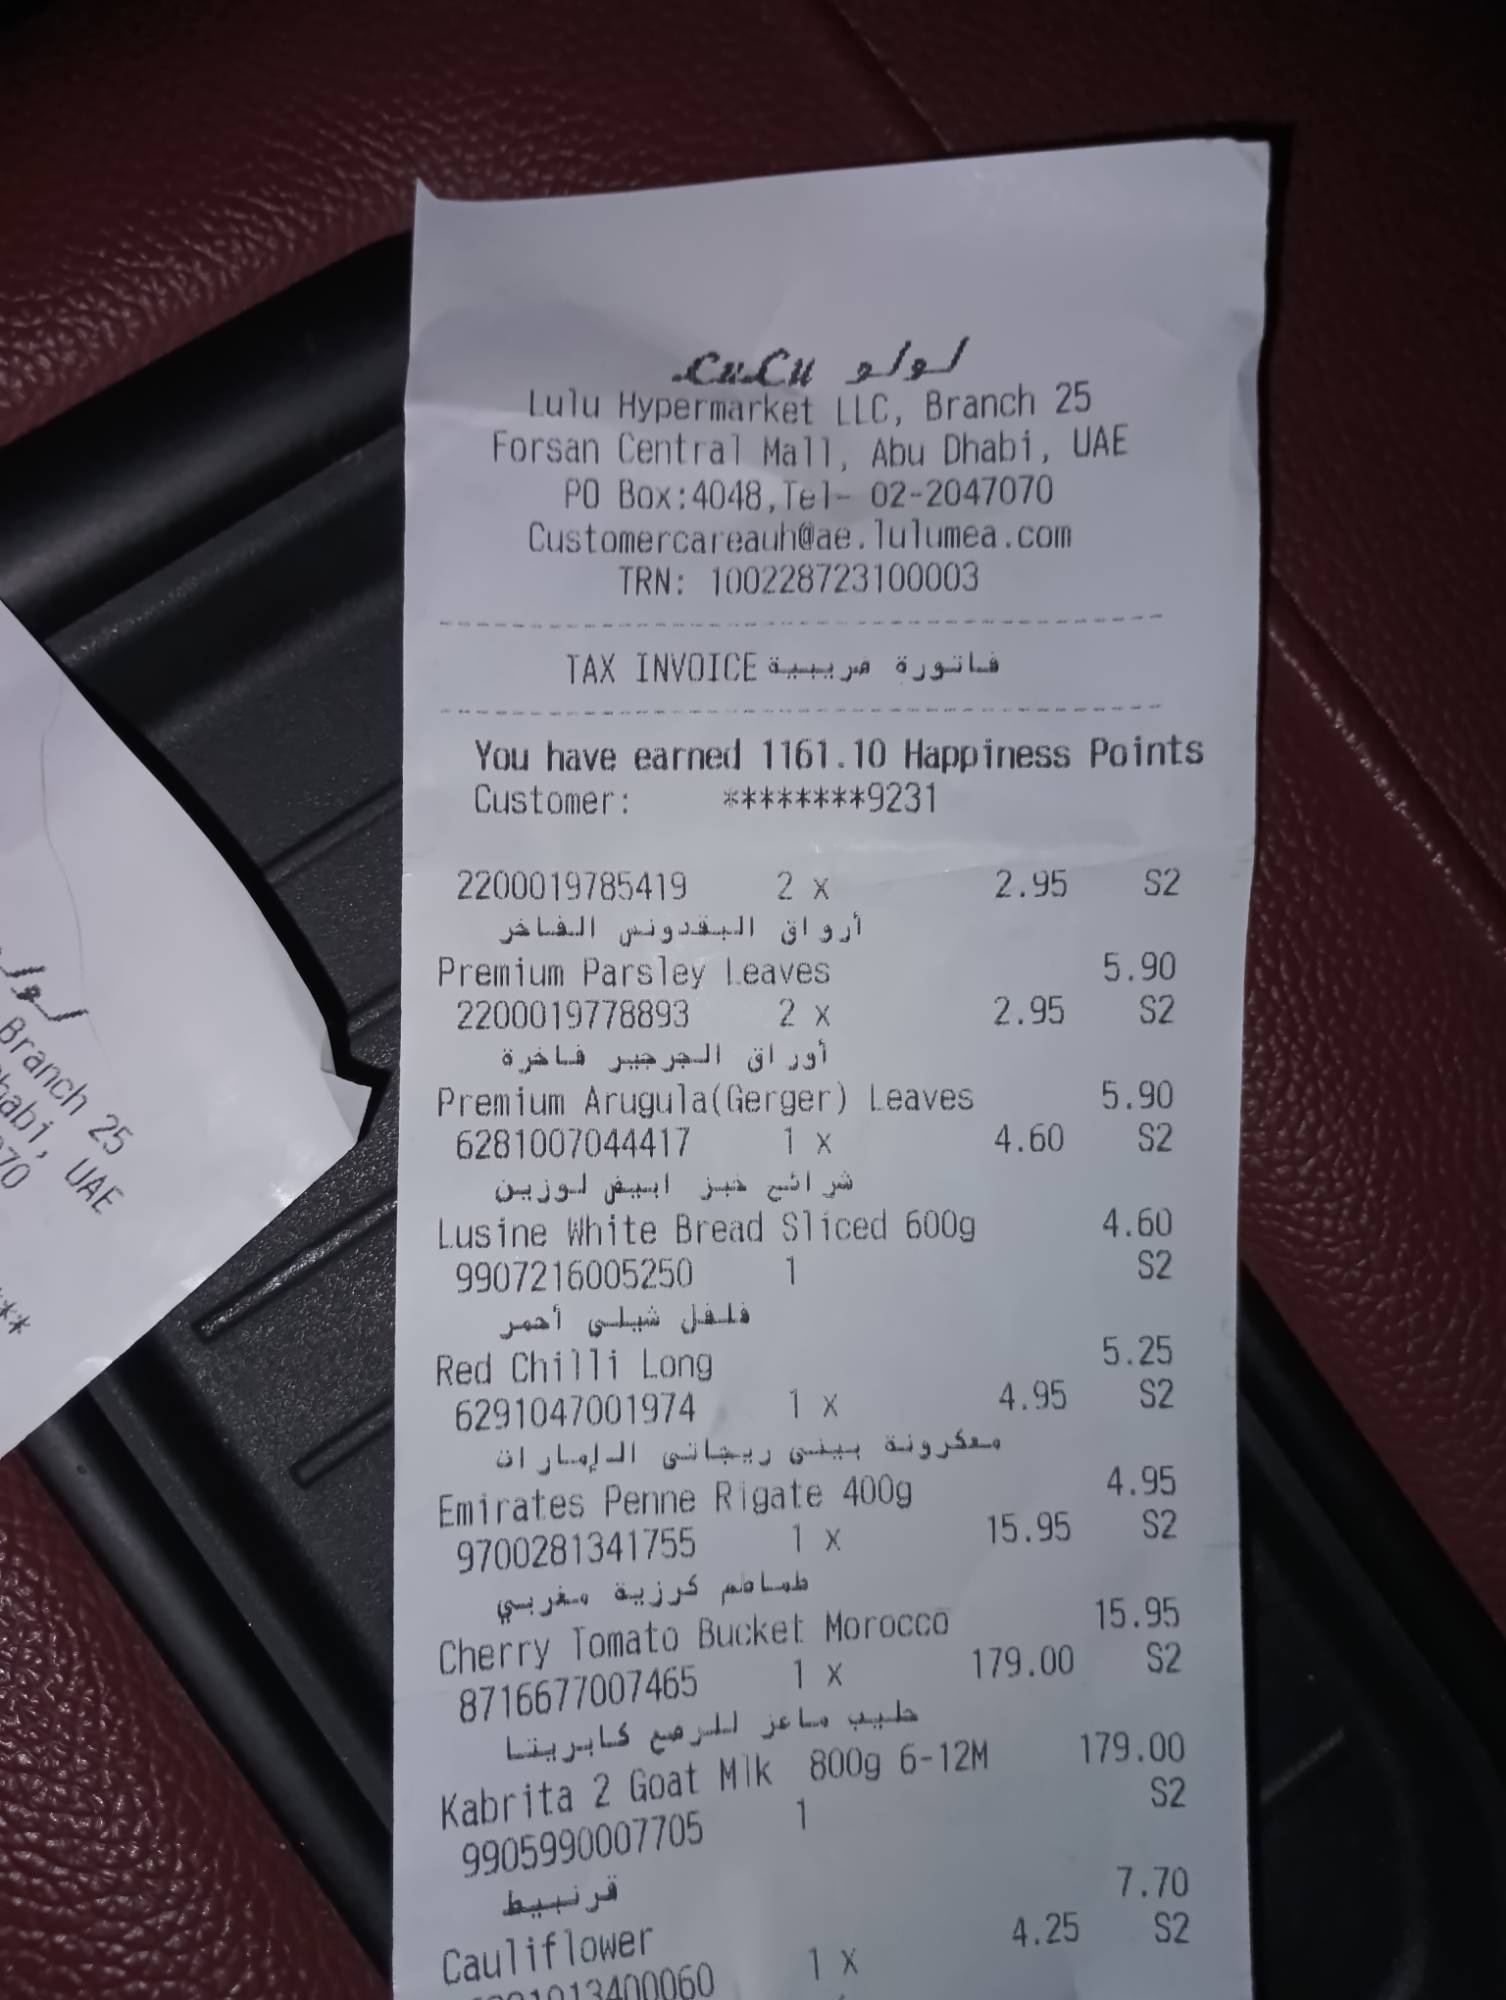 LuLu لولو
Lulu Hypermarket LLC, Branch 25
Forsan Central Mall, Abu Dhabi, UAE
PO Box:4048,Tel- 02-2047070
Customercareauh@ae.lulumea.com
TRN: 100228723100003
TAX INVOICE فاتورة ضريبية
You have earned 1161.10 Happiness Points
Customer: ********9231
2200019785419 2 x 2.95 S2
أرواق البقدونس الفاخر
Premium Parsley Leaves 5.90
2200019778893 2 x 2.95 S2
أوراق الجرجير فاخرة
Premium Arugula(Gerger) Leaves 5.90
6281007044417 1 x 4.60 S2
شرائح خبز ابيض لوزين
Lusine White Bread Sliced 600g 4.60
9907216005250 1 S2
فلفل شيلي أحمر
Red Chilli Long 5.25
6291047001974 1 x 4.95 S2
معكرونة بيني ريجاتي الإمارات
Emirates Penne Rigate 400g 4.95
9700281341755 1 x 15.95 S2
طماطم كرزية مغربي
Cherry Tomato Bucket Morocco 15.95
8716677007465 1 x 179.00 S2
حليب ماعز للرضع كابريتا
Kabrita 2 Goat Mlk 800g 6-12M 179.00
9905990007705 1 S2
قرنبيط
Cauliflower 7.70
1 x 4.25 S2
لولو
Branch 25
habi, UAE
070
**